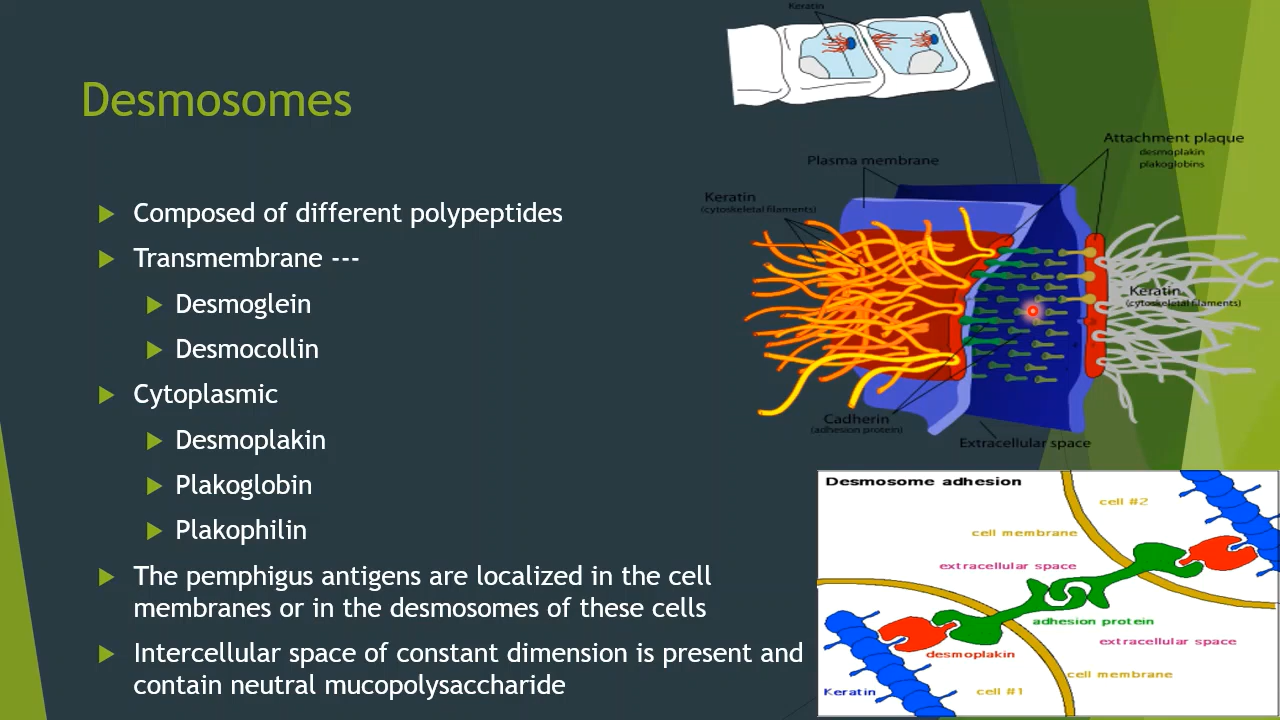 Desmosomes
Composed of different polypeptides
Transmembrane ---
Desmoglein
Desmocollin
Cytoplasmic
Desmoplakin
Plakoglobin
Plakophilin
The pemphigus antigens are localized in the cell
membranes or in the desmosomes of these cells
Intercellular space of constant dimension is present and
contain neutral mucopolysaccharide
Keratin
Attachment plaque
desmoplakin
plakoglobins
Plasma membrane
Keratin
(cytoskeletal filaments)
Keratin
(cytoskeletal filaments)
Cadherin
(adhesion protein)
Extracellular space
Desmosome adhesion
cell #2
cell membrane
extracellular space
adhesion protein
extracellular space
desmoplakin
cell membrane
Keratin
cell #1